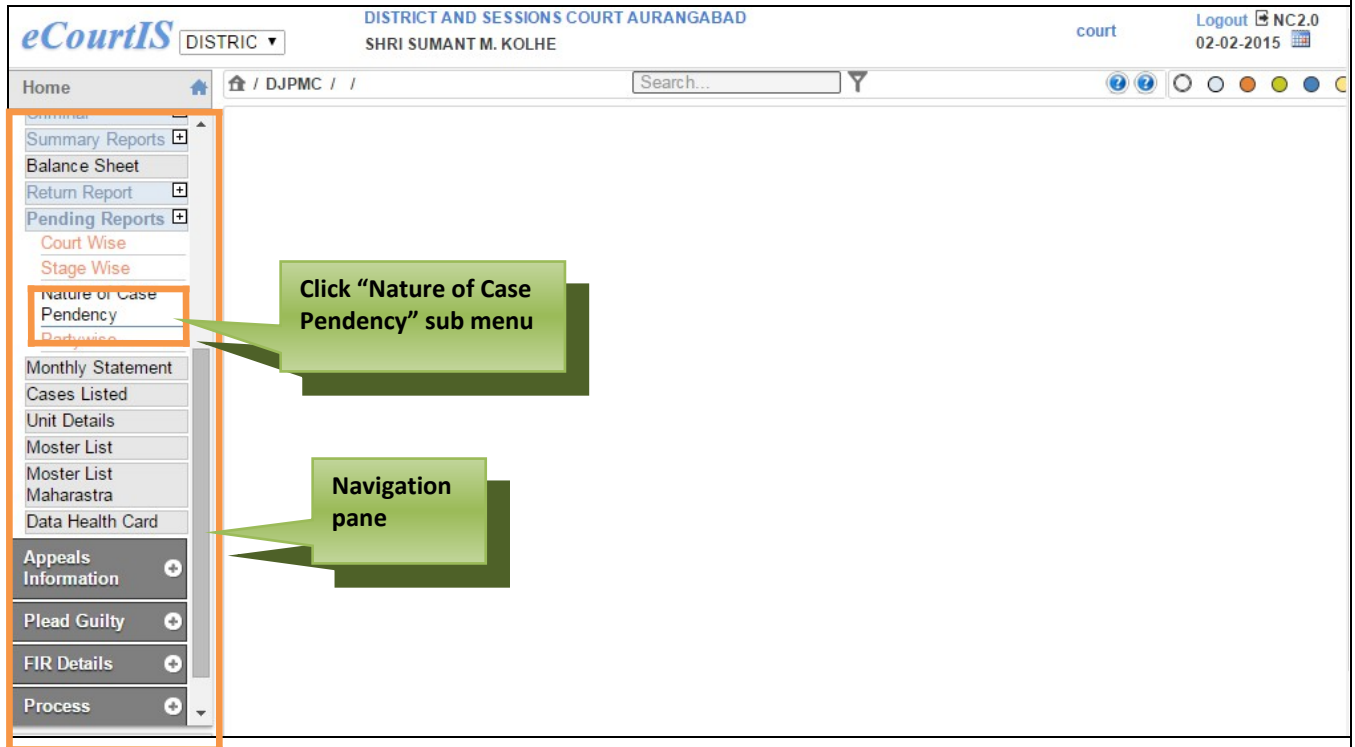 eCourtIS DISTRIC
DISTRICT AND SESSIONS COURT AURANGABAD
SHRI SUMANT M. KOLHE
court
Logout NC2.0
02-02-2015
Home
/ DJPMC / /
Search...
Criminal
Summary Reports
Balance Sheet
Return Report
Pending Reports
Court Wise
Stage Wise
Nature of Case
Pendency
Partywise
Monthly Statement
Cases Listed
Unit Details
Moster List
Moster List
Maharastra
Data Health Card
Appeals
Information
Plead Guilty
FIR Details
Process
Click “Nature of Case
Pendency” sub menu
Navigation
pane